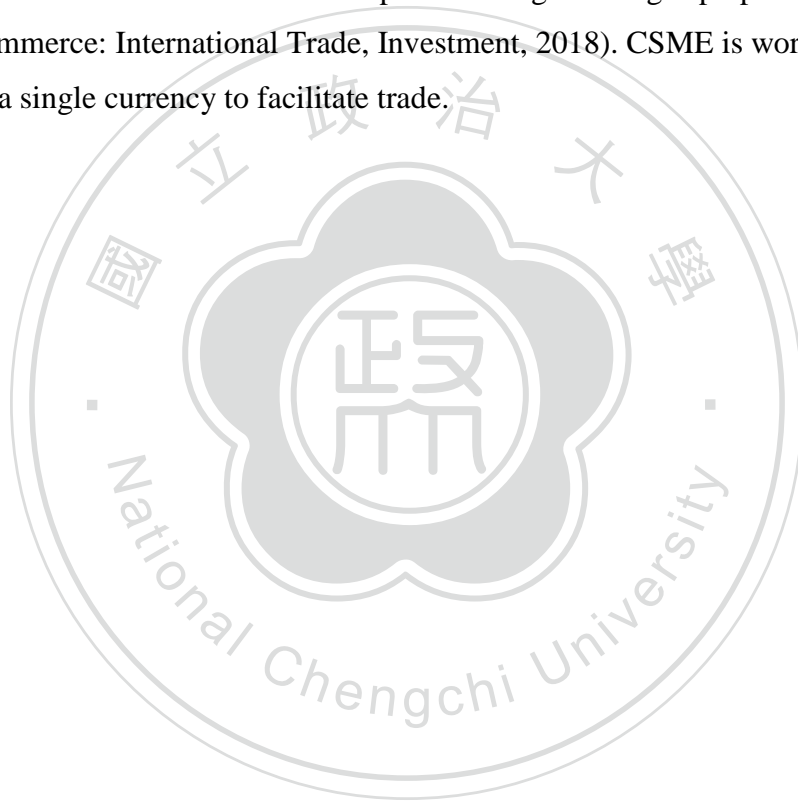 mmerce: International Trade, Investment, 2018). CSME is wor
a single currency to facilitate trade.
國立政治大學
政大
National Chengchi University